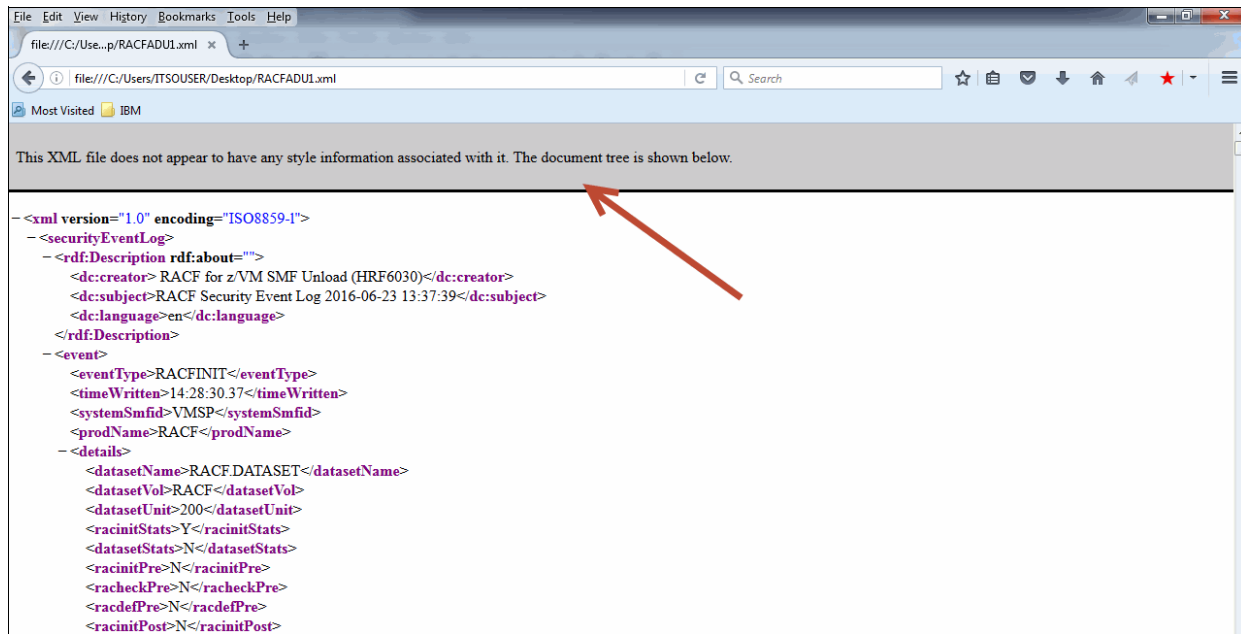 File Edit View History Bookmarks Tools Help
file:///C:/Use...p/RACFADU1.xml × +
file:///C:/Users/ITSOUSER/Desktop/RACFADU1.xml Search
Most Visited IBM
This XML file does not appear to have any style information associated with it. The document tree is shown below.
− <xml version="1.0" encoding="ISO8859-1">
− <securityEventLog>
− <rdf:Description rdf:about="">
<dc:creator> RACF for z/VM SMF Unload (HRF6030)</dc:creator>
<dc:subject>RACF Security Event Log 2016-06-23 13:37:39</dc:subject>
<dc:language>en</dc:language>
</rdf:Description>
− <event>
<eventType>RACFINIT</eventType>
<timeWritten>14:28:30.37</timeWritten>
<systemSmfid>VMSP</systemSmfid>
<prodName>RACF</prodName>
− <details>
<datasetName>RACF.DATASET</datasetName>
<datasetVol>RACF</datasetVol>
<datasetUnit>200</datasetUnit>
<racinitStats>Y</racinitStats>
<datasetStats>N</datasetStats>
<racinitPre>N</racinitPre>
<racheckPre>N</racheckPre>
<racdefPre>N</racdefPre>
<racinitPost>N</racinitPost>